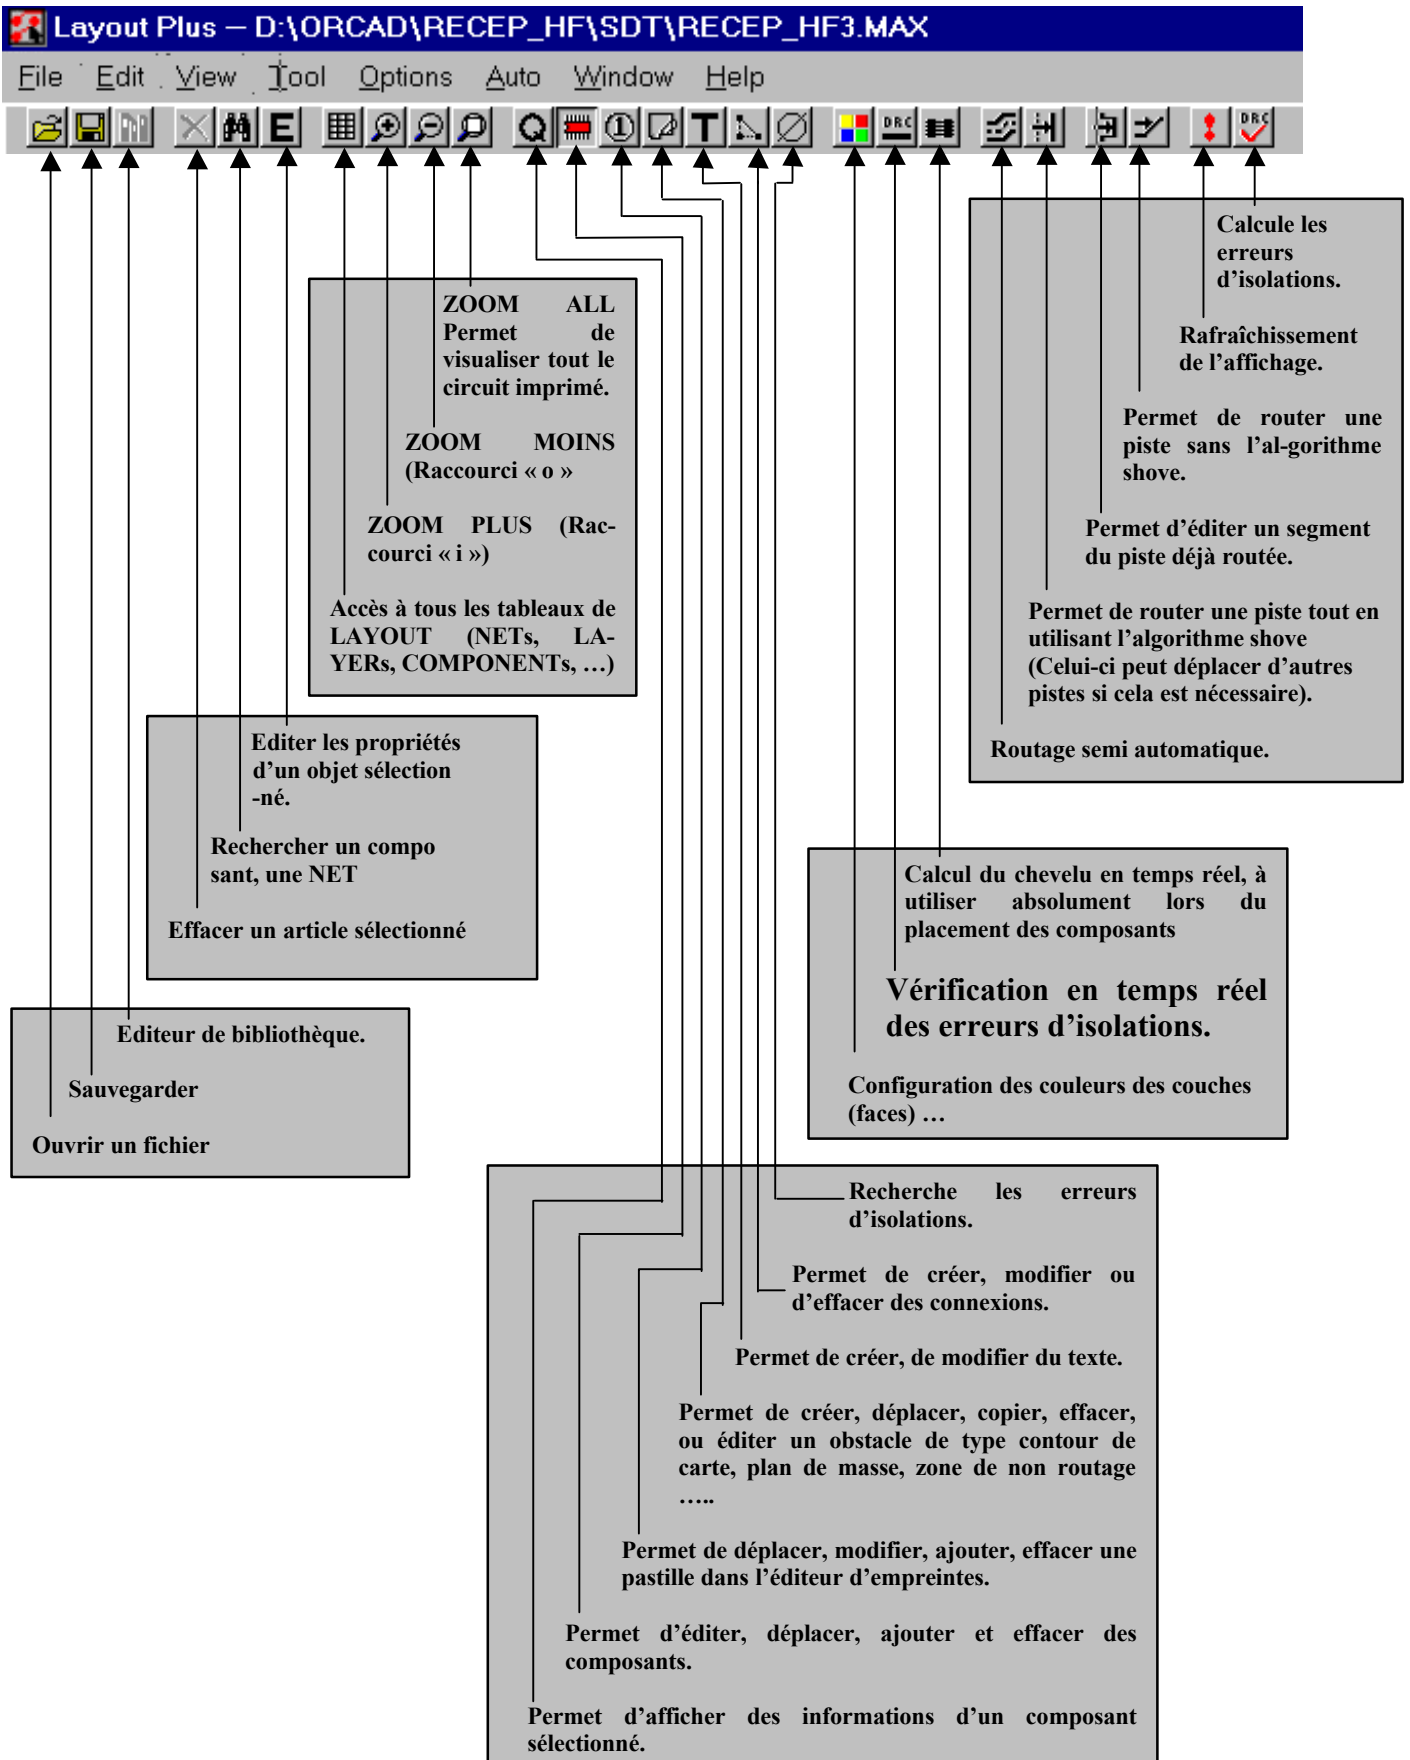 Layout Plus – D:\ORCAD\RECEP_HF\SDT\RECEP_HF3.MAX
File Edit View Tool Options Auto Window Help
E Q 1 T DRC DRC
Calcule les
erreurs
d'isolations.
Rafraîchissement
de l'affichage.
Permet de router une
piste sans l'al-gorithme
shove.
Permet d'éditer un segment
du piste déjà routée.
Permet de router une piste tout en
utilisant l'algorithme shove
(Celui-ci peut déplacer d'autres
pistes si cela est nécessaire).
Routage semi automatique.
ZOOM ALL
Permet de
visualiser tout le
circuit imprimé.
ZOOM MOINS
(Raccourci « o »
ZOOM PLUS (Rac-
courci « i »)
Accès à tous les tableaux de
LAYOUT (NETs, LA-
YERs, COMPONENTs, …)
Editer les propriétés
d'un objet sélection
-né.
Rechercher un compo
sant, une NET
Effacer un article sélectionné
Calcul du chevelu en temps réel, à
utiliser absolument lors du
placement des composants
Vérification en temps réel
des erreurs d'isolations.
Configuration des couleurs des couches
(faces) …
Editeur de bibliothèque.
Sauvegarder
Ouvrir un fichier
Recherche les erreurs
d'isolations.
Permet de créer, modifier ou
d'effacer des connexions.
Permet de créer, de modifier du texte.
Permet de créer, déplacer, copier, effacer,
ou éditer un obstacle de type contour de
carte, plan de masse, zone de non routage
…..
Permet de déplacer, modifier, ajouter, effacer une
pastille dans l'éditeur d'empreintes.
Permet d'éditer, déplacer, ajouter et effacer des
composants.
Permet d'afficher des informations d'un composant
sélectionné.